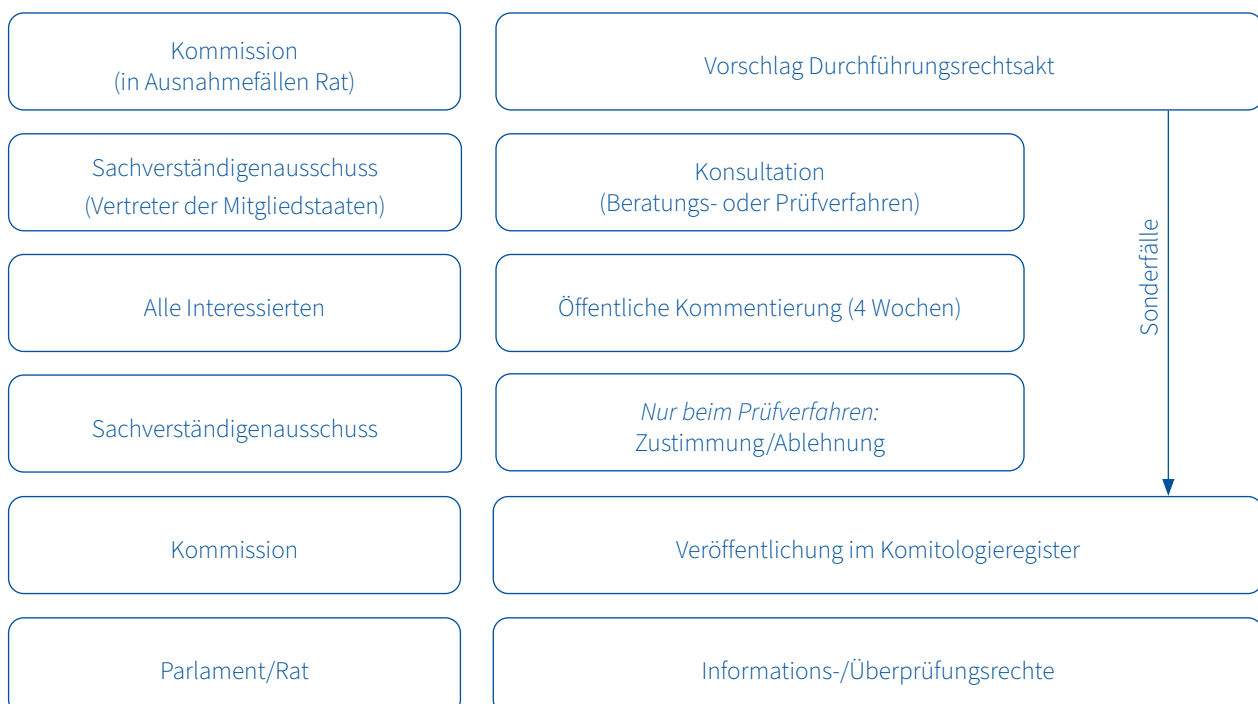 Kommission
(in Ausnahmefällen Rat)
Vorschlag Durchführungsrechtsakt
Sachverständigenausschuss
(Vertreter der Mitgliedstaaten)
Konsultation
(Beratungs- oder Prüfverfahren)
Sonderfälle
Alle Interessierten
Öffentliche Kommentierung (4 Wochen)
Sachverständigenausschuss
Nur beim Prüfverfahren:
Zustimmung/Ablehnung
Kommission
Veröffentlichung im Komitologieregister
Parlament/Rat
Informations-/Überprüfungsrechte